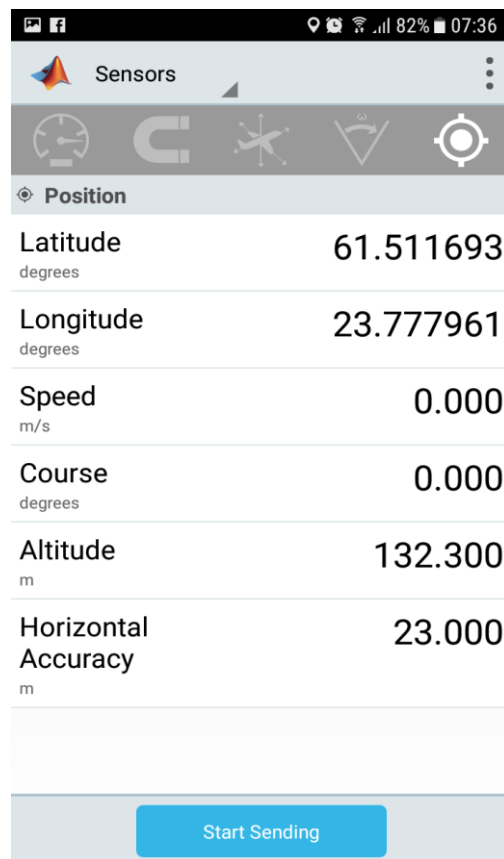 82% 07:36
Sensors
ω
Position
Latitude 61.511693
degrees
Longitude 23.777961
degrees
Speed 0.000
m/s
Course 0.000
degrees
Altitude 132.300
m
Horizontal 23.000
Accuracy
m
Start Sending